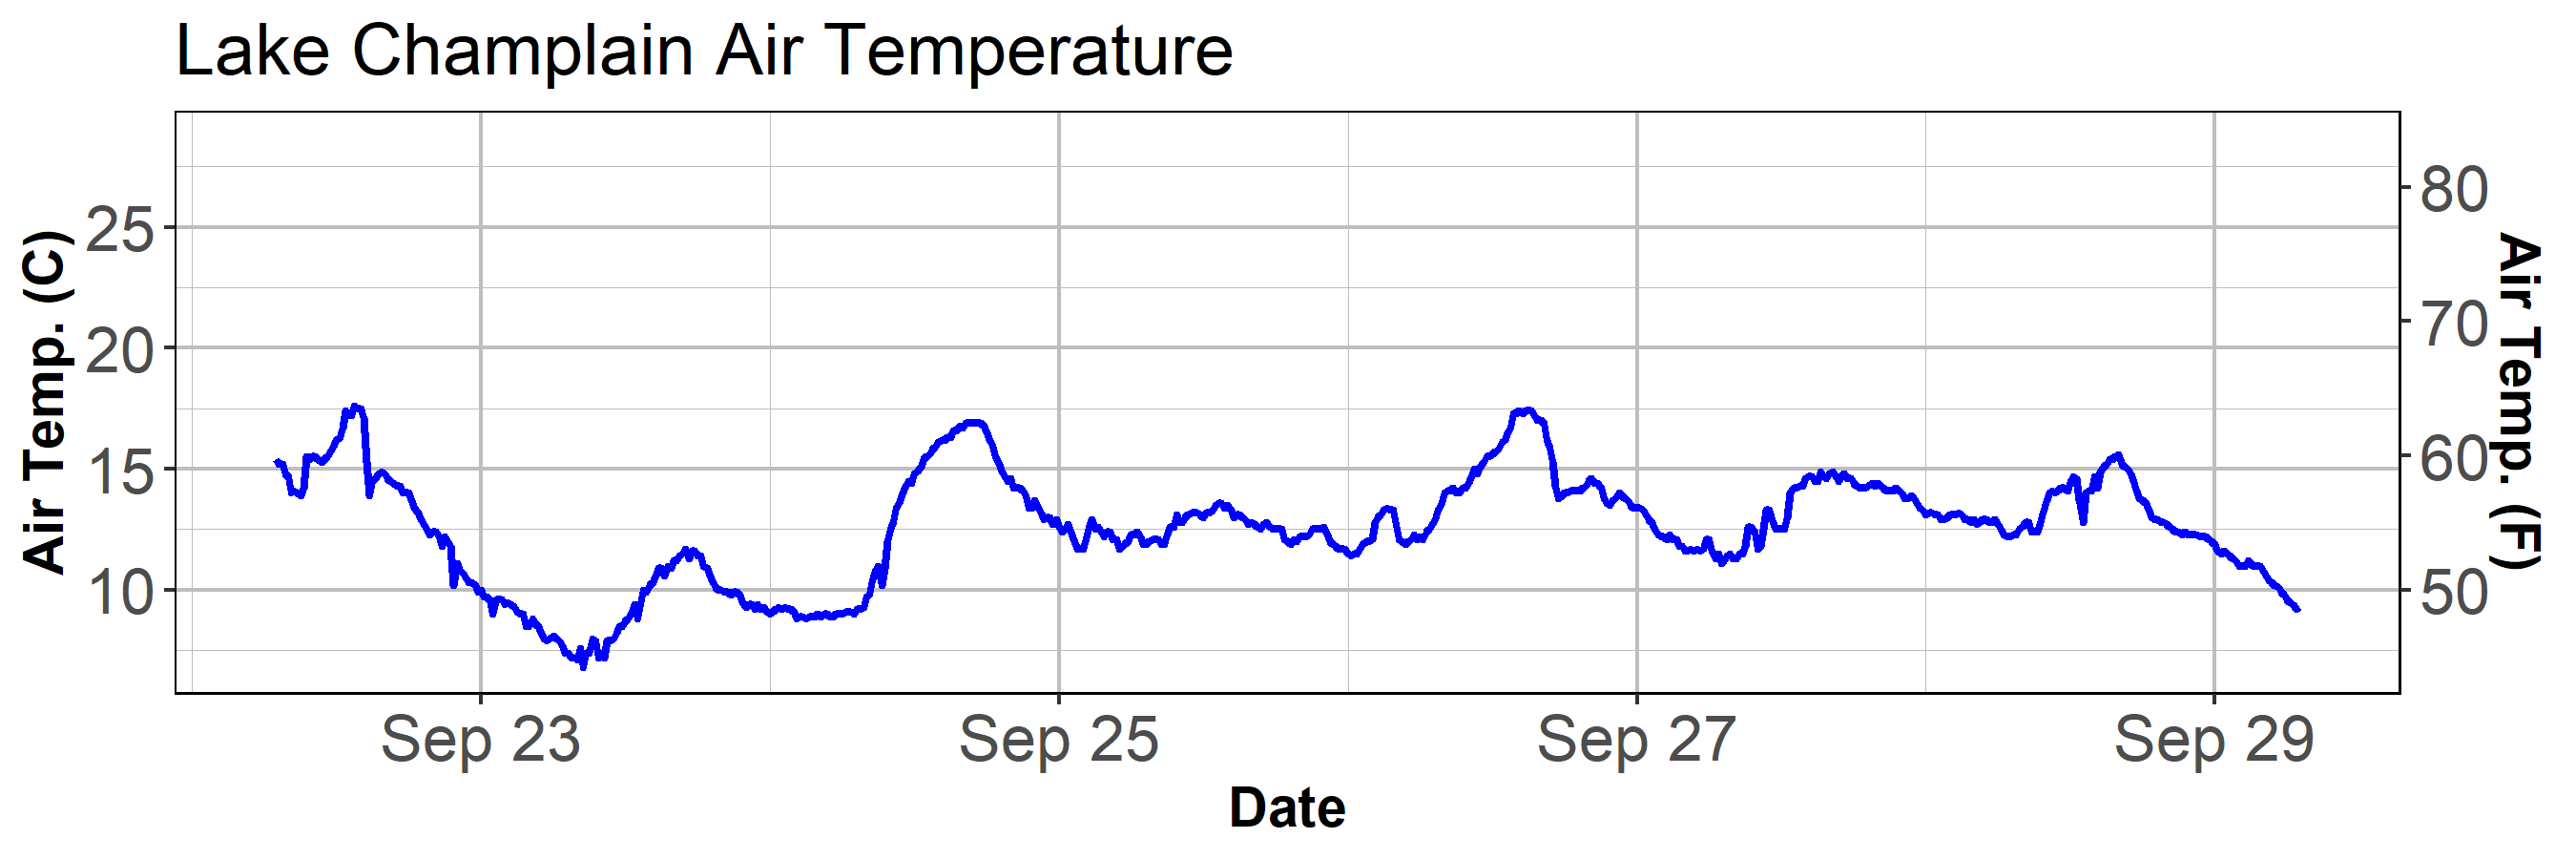 Lake Champlain Air Temperature
Air Temp. (C)
25
20
15
10
80
70
60
50
Air Temp. (F)
Sep 23
Sep 25
Sep 27
Sep 29
Date